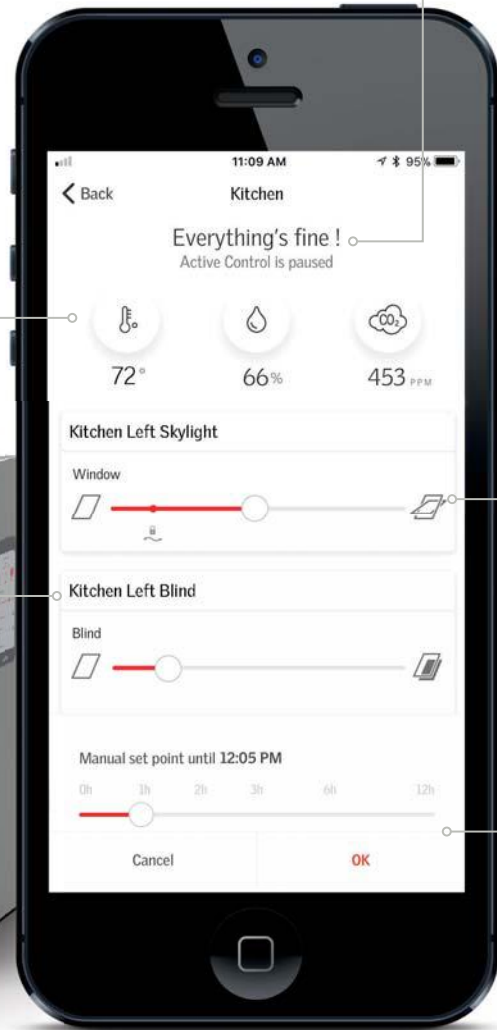 11:09 AM
95%
Back
Kitchen
Everything's fine !
Active Control is paused
CO₂
72°
66%
453 PPM
Kitchen Left Skylight
Window
Kitchen Left Blind
Blind
Manual set point until 12:05 PM
0h 1h 2h 3h 6h 12h
Cancel
OK